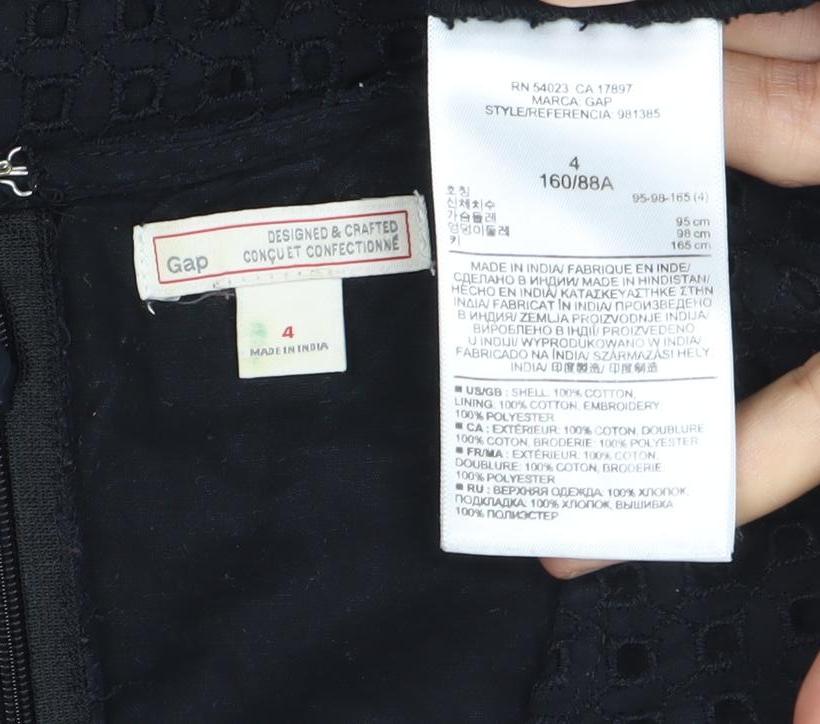 Gap
DESIGNED & CRAFTED
CONÇU ET CONFECTIONNÉ
4
MADE IN INDIA
RN 54023 CA 17897
MARCA: GAP
STYLE/REFERENCIA: 981385
4
160/88A
호칭 95-98-165 (4)
신체치수
가슴둘레 95 cm
엉덩이둘레 98 cm
키 165 cm
MADE IN INDIA/ FABRIQUE EN INDE/
СДЕЛАНО В ИНДИИ/ MADE IN HINDISTAN/
HECHO EN INDIA/ ΚΑΤΑΣΚΕΥΑΣΤΗΚΕ ΣΤΗΝ
ΙΝΔΙΑ/ FABRICAT ÎN INDIA/ ПРОИЗВЕДЕНО
В ИНДИЯ/ ZEMLJA PROIZVODNJE INDIJA/
ВИРОБЛЕНО В ІНДІЇ/ PROIZVEDENO
U INDIJI/ WYPRODUKOWANO W INDIA/
FABRICADO NA ÍNDIA/ SZÁRMAZÁSI HELY
INDIA/ 印度製造/ 印度制造
■ US/GB : SHELL: 100% COTTON,
LINING: 100% COTTON, EMBROIDERY
100% POLYESTER
■ CA : EXTÉRIEUR: 100% COTON, DOUBLURE
100% COTON, BRODERIE: 100% POLYESTER
■ FR/MA : EXTÉRIEUR: 100% COTON,
DOUBLURE: 100% COTON, BRODERIE
100% POLYESTER
■ RU : ВЕРХНЯЯ ОДЕЖДА: 100% ХЛОПОК,
ПОДКЛАДКА: 100% ХЛОПОК, ВЫШИВКА
100% ПОЛИЭСТЕР